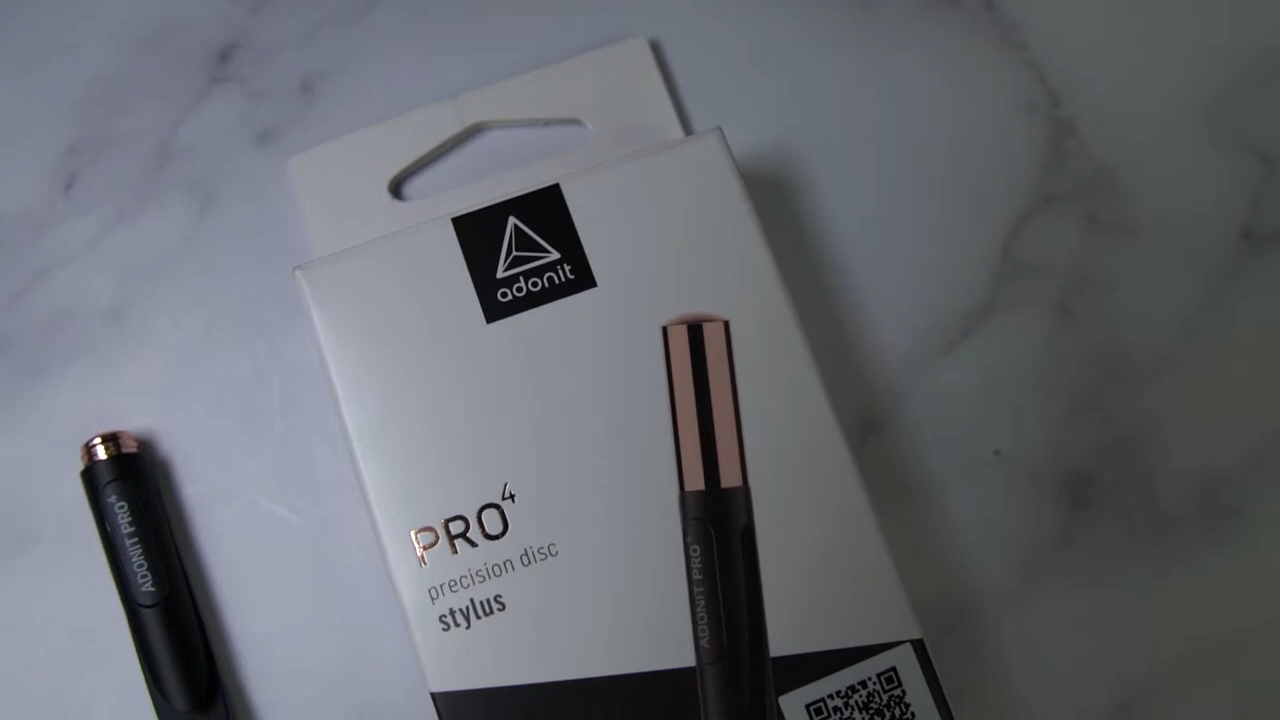 adonit
PRO⁴
precision disc
stylus
ADONIT PRO⁴
ADONIT PRO⁴